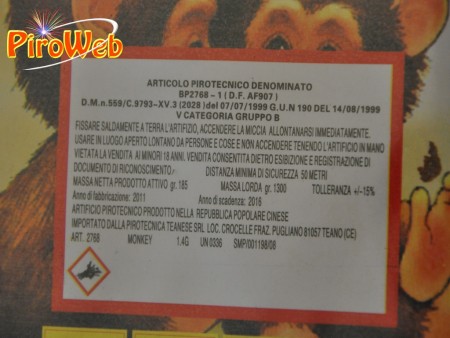 PiroWeb
ARTICOLO PIROTECNICO DENOMINATO
BP2768 - 1 ( D.F. AF907 )
D.M.n.559/C.9793-XV.3 (2028) del 07/07/1999 G.U.N 190 DEL 14/08/1999
V CATEGORIA GRUPPO B
FISSARE SALDAMENTE A TERRA L'ARTIFIZIO, ACCENDERE LA MICCIA ALLONTANARSI IMMEDIATAMENTE.
USARE IN LUOGO APERTO LONTANO DA PERSONE E COSE E NON ACCENDERE TENENDO L'ARTIFICIO IN MANO
VIETATA LA VENDITA AI MINORI 18 ANNI. VENDITA CONSENTITA DIETRO ESIBIZIONE E REGISTRAZIONE DI
DOCUMENTO DI RICONOSCIMENTO . DISTANZA MINIMA DI SICUREZZA 50 METRI
MASSA NETTA PRODOTTO ATTIVO gr. 185 MASSA LORDA gr. 1300 TOLLERANZA +/-15%
Anno di fabbricazione: 2011 Anno di scadenza: 2016
ARTIFICIO PIROTECNICO PRODOTTO NELLA REPUBBLICA POPOLARE CINESE
IMPORTATO DALLA PIROTECNICA TEANESE SRL LOC. CROCELLE FRAZ. PUGLIANO 81057 TEANO (CE)
ART. 2768 MONKEY 1.4G UN 0336 SMP/001198/08